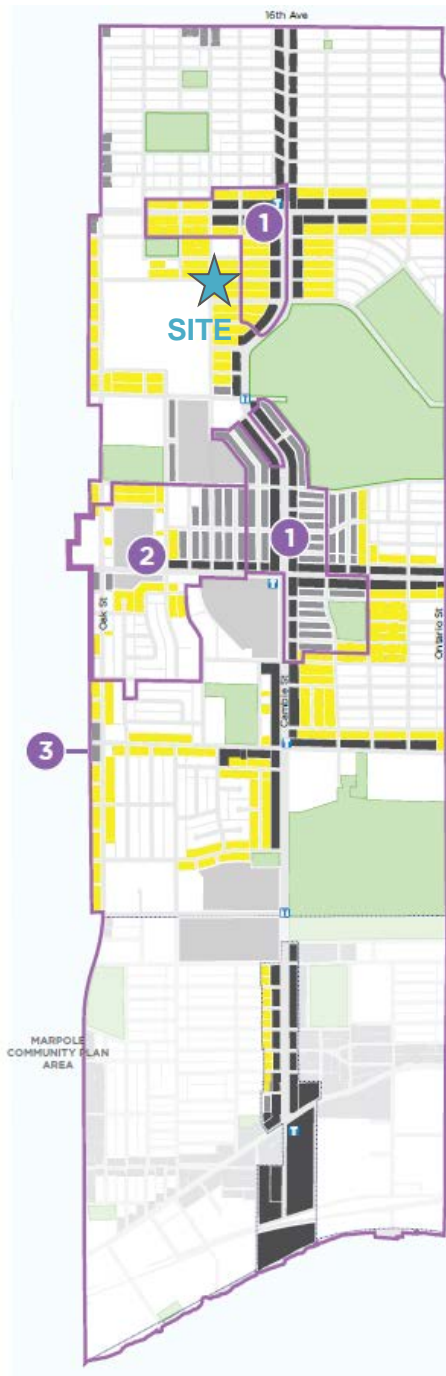 16th Ave
1
SITE
T
1
2
T
Oak St
Ontario St
Cambie St
3
T
T
MARPOLE
COMMUNITY PLAN
AREA
T